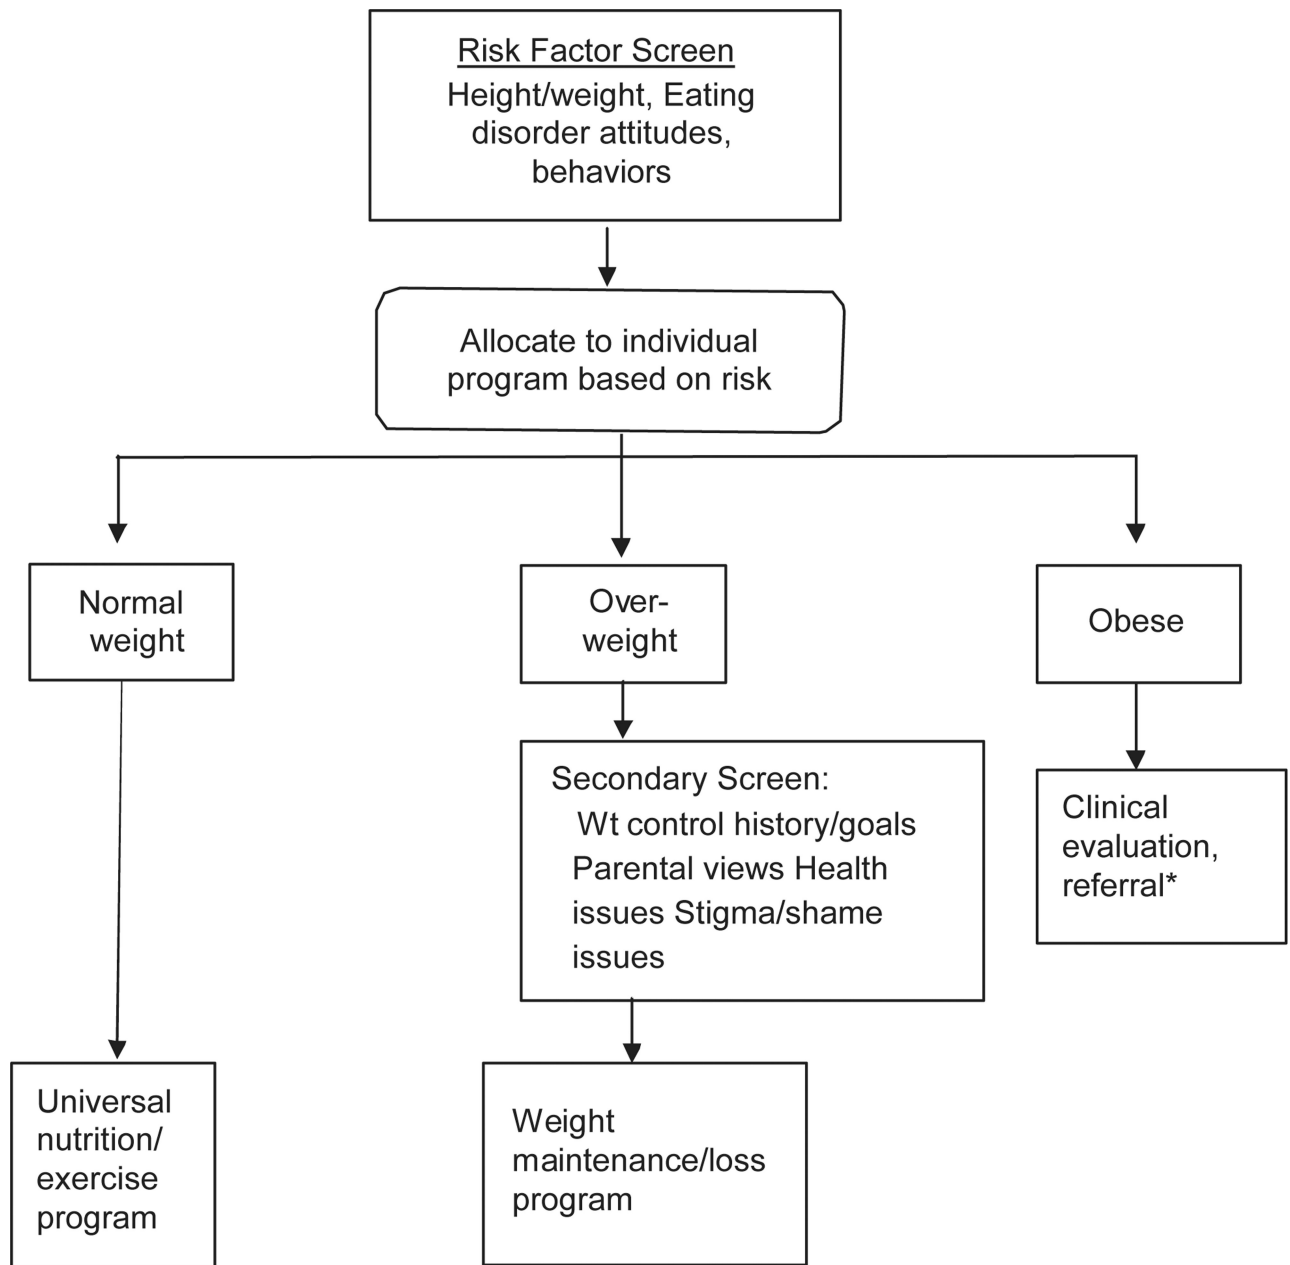 Risk Factor Screen
Height/weight, Eating
disorder attitudes,
behaviors
Allocate to individual
program based on risk
Normal
weight
Over-
weight
Obese
Secondary Screen:
Wt control history/goals
Parental views Health
issues Stigma/shame
issues
Clinical
evaluation,
referral*
Universal
nutrition/
exercise
program
Weight
maintenance/loss
program